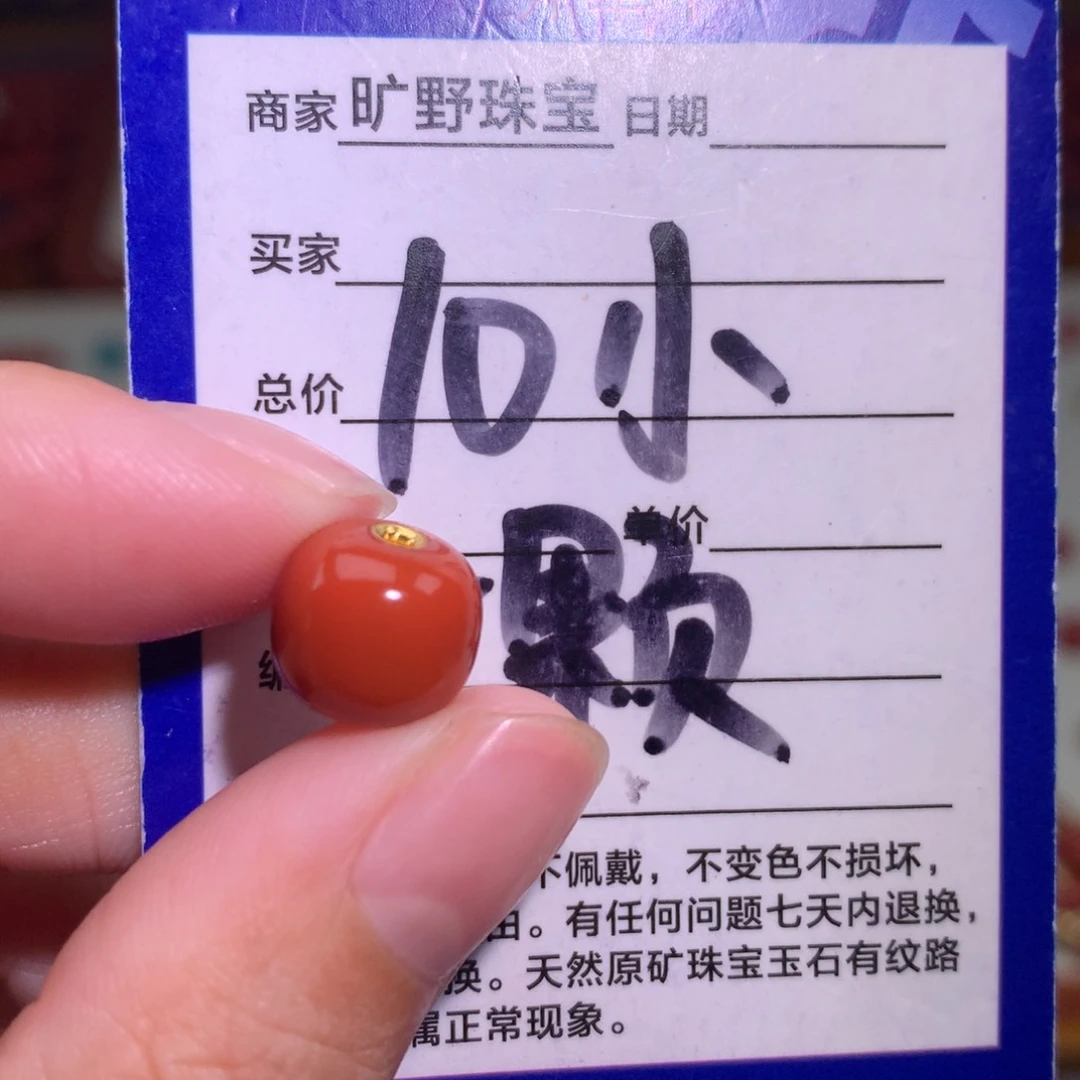 商家 旷野珠宝 日期
买家
总价
10小
单价
颗
编
不佩戴，不变色不损坏，
由。有任何问题七天内退换，
换。天然原矿珠宝玉石有纹路
属正常现象。